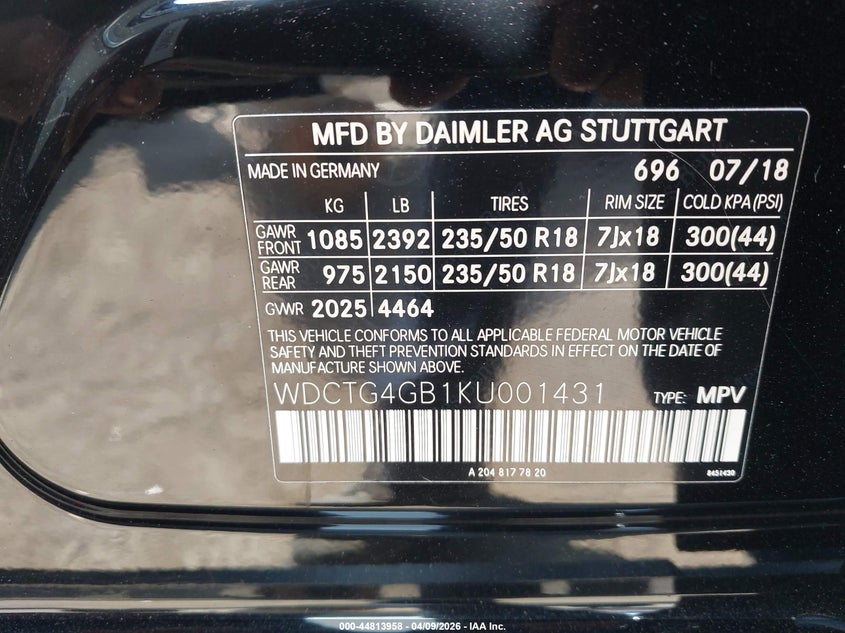 MFD BY DAIMLER AG STUTTGART
MADE IN GERMANY 696 07/18
KG LB TIRES RIM SIZE COLD KPA (PSI)
GAWR FRONT 1085 2392 235/50 R18 7Jx18 300(44)
GAWR REAR 975 2150 235/50 R18 7Jx18 300(44)
GVWR 2025 4464
THIS VEHICLE CONFORMS TO ALL APPLICABLE FEDERAL MOTOR VEHICLE
SAFETY AND THEFT PREVENTION STANDARDS IN EFFECT ON THE DATE OF
MANUFACTURE SHOWN ABOVE.
WDCTG4GB1KU001431 TYPE: MPV
A 204 817 78 20 8451430
000-44813958 - 04/09/2026 - IAA Inc.